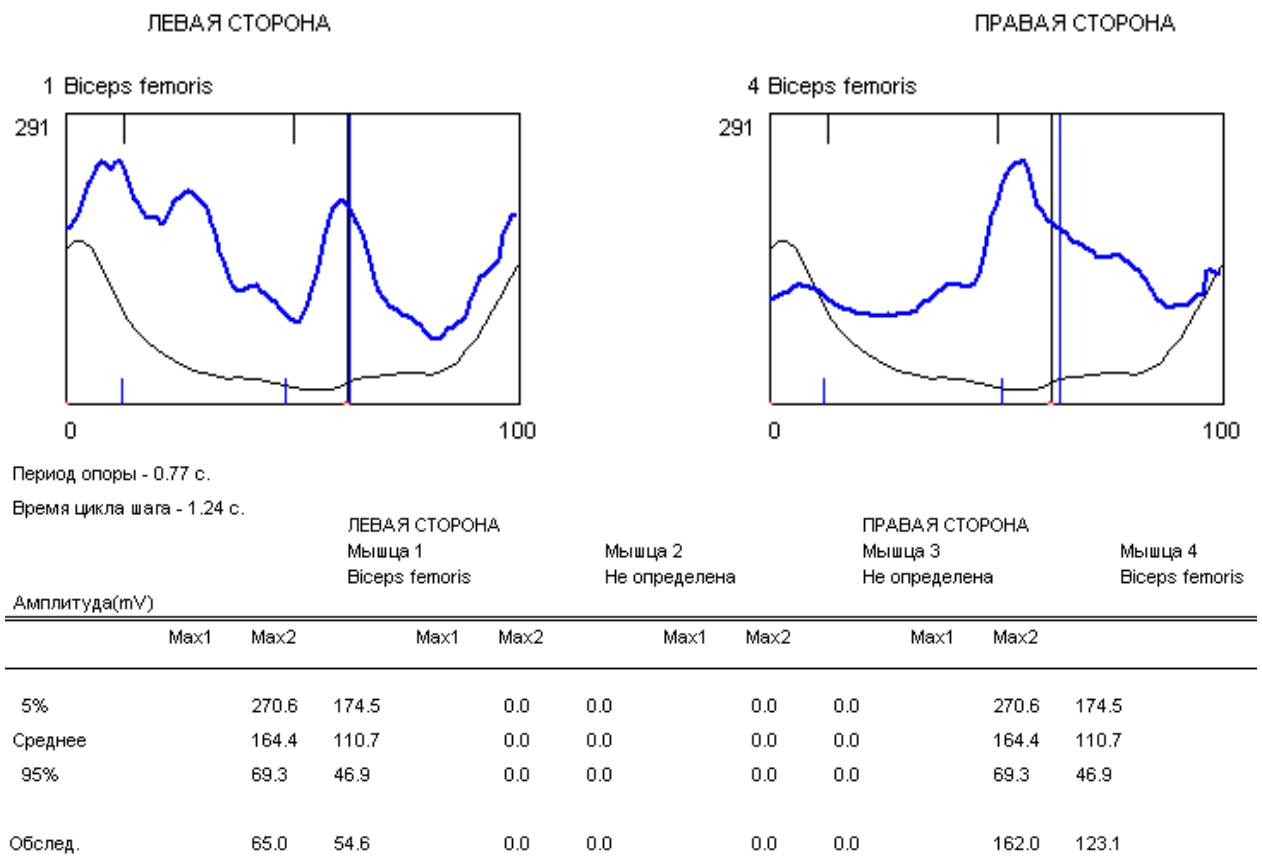 ЛЕВАЯ СТОРОНА ПРАВАЯ СТОРОНА
1 Biceps femoris 4 Biceps femoris
291 291
0 100 0 100
Период опоры - 0.77 с.
Время цикла шага - 1.24 с.
ЛЕВАЯ СТОРОНА ПРАВАЯ СТОРОНА
Мышца 1 Мышца 2 Мышца 3 Мышца 4
Biceps femoris Не определена Не определена Biceps femoris
Амплитуда(mV)
Max1 Max2 Max1 Max2 Max1 Max2 Max1 Max2
5% 270.6 174.5 0.0 0.0 0.0 0.0 270.6 174.5
Среднее 164.4 110.7 0.0 0.0 0.0 0.0 164.4 110.7
95% 69.3 46.9 0.0 0.0 0.0 0.0 69.3 46.9
Обслед. 65.0 54.6 0.0 0.0 0.0 0.0 162.0 123.1